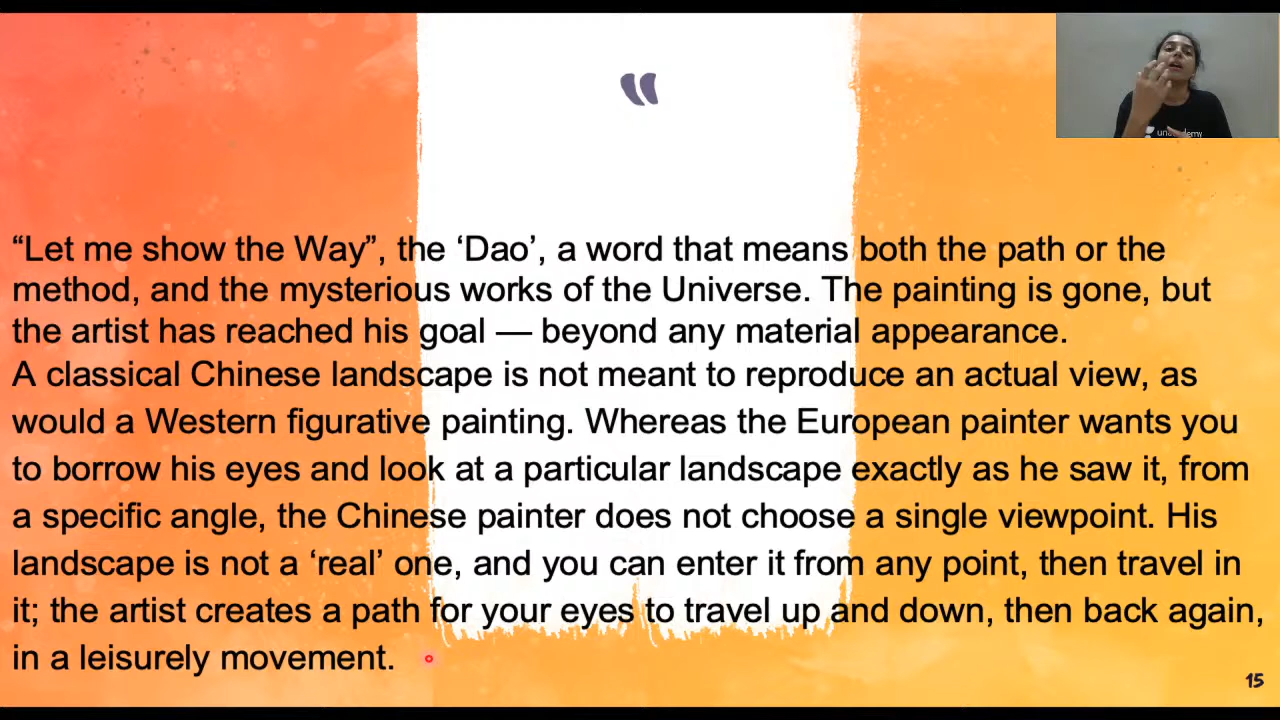 “
“Let me show the Way”, the ‘Dao’, a word that means both the path or the
method, and the mysterious works of the Universe. The painting is gone, but
the artist has reached his goal — beyond any material appearance.
A classical Chinese landscape is not meant to reproduce an actual view, as
would a Western figurative painting. Whereas the European painter wants you
to borrow his eyes and look at a particular landscape exactly as he saw it, from
a specific angle, the Chinese painter does not choose a single viewpoint. His
landscape is not a ‘real’ one, and you can enter it from any point, then travel in
it; the artist creates a path for your eyes to travel up and down, then back again,
in a leisurely movement.
15